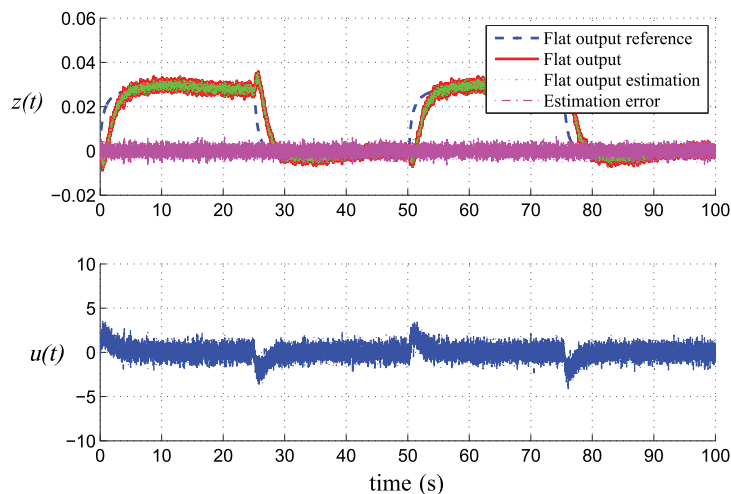 0.06
0.04
0.02
0
−0.02
z(t)
Flat output reference
Flat output
Flat output estimation
Estimation error
0 10 20 30 40 50 60 70 80 90 100
10
5
0
−5
−10
u(t)
0 10 20 30 40 50 60 70 80 90 100
time (s)